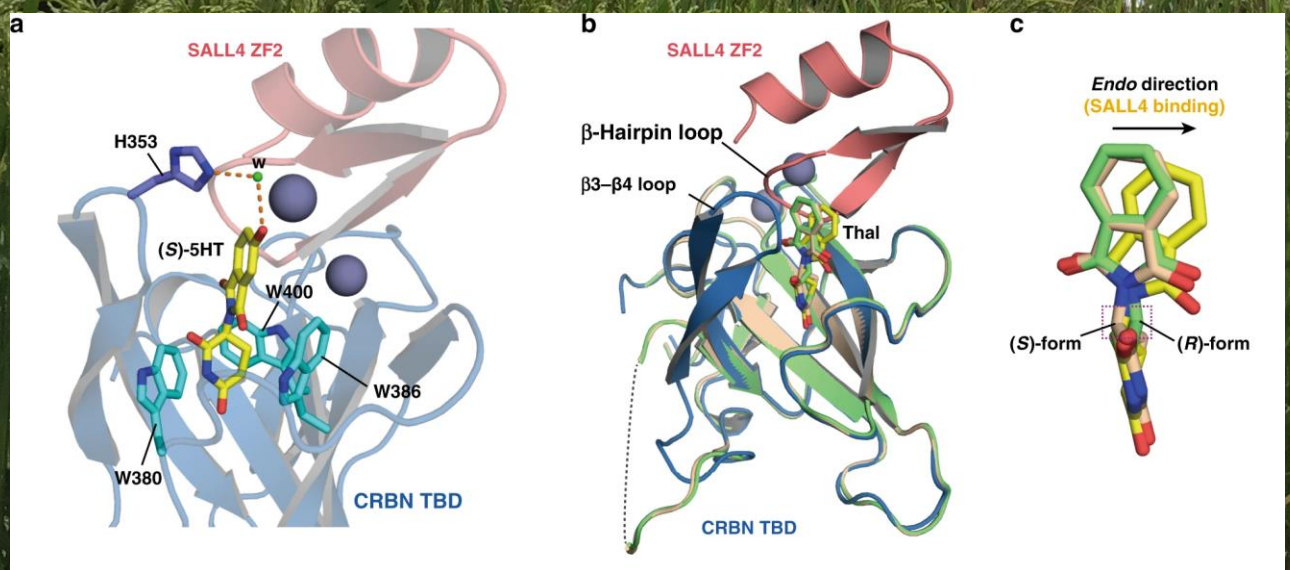 a
SALL4 ZF2
H353
w
(S)-5HT
W400
W386
W380
CRBN TBD
b
SALL4 ZF2
β-Hairpin loop
β3–β4 loop
Thal
CRBN TBD
c
Endo direction
(SALL4 binding)
(S)-form
(R)-form